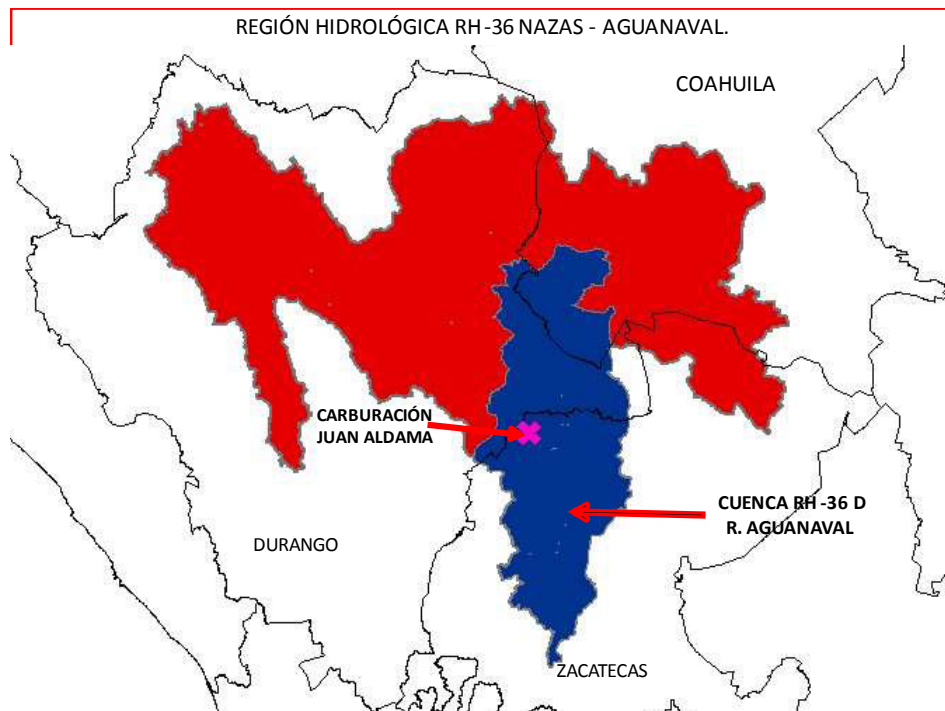 REGIÓN HIDROLÓGICA RH-36 NAZAS - AGUANAVAL.
COAHUILA
CARBURACIÓN
JUAN ALDAMA
CUENCA RH-36 D
R. AGUANAVAL
DURANGO
ZACATECAS